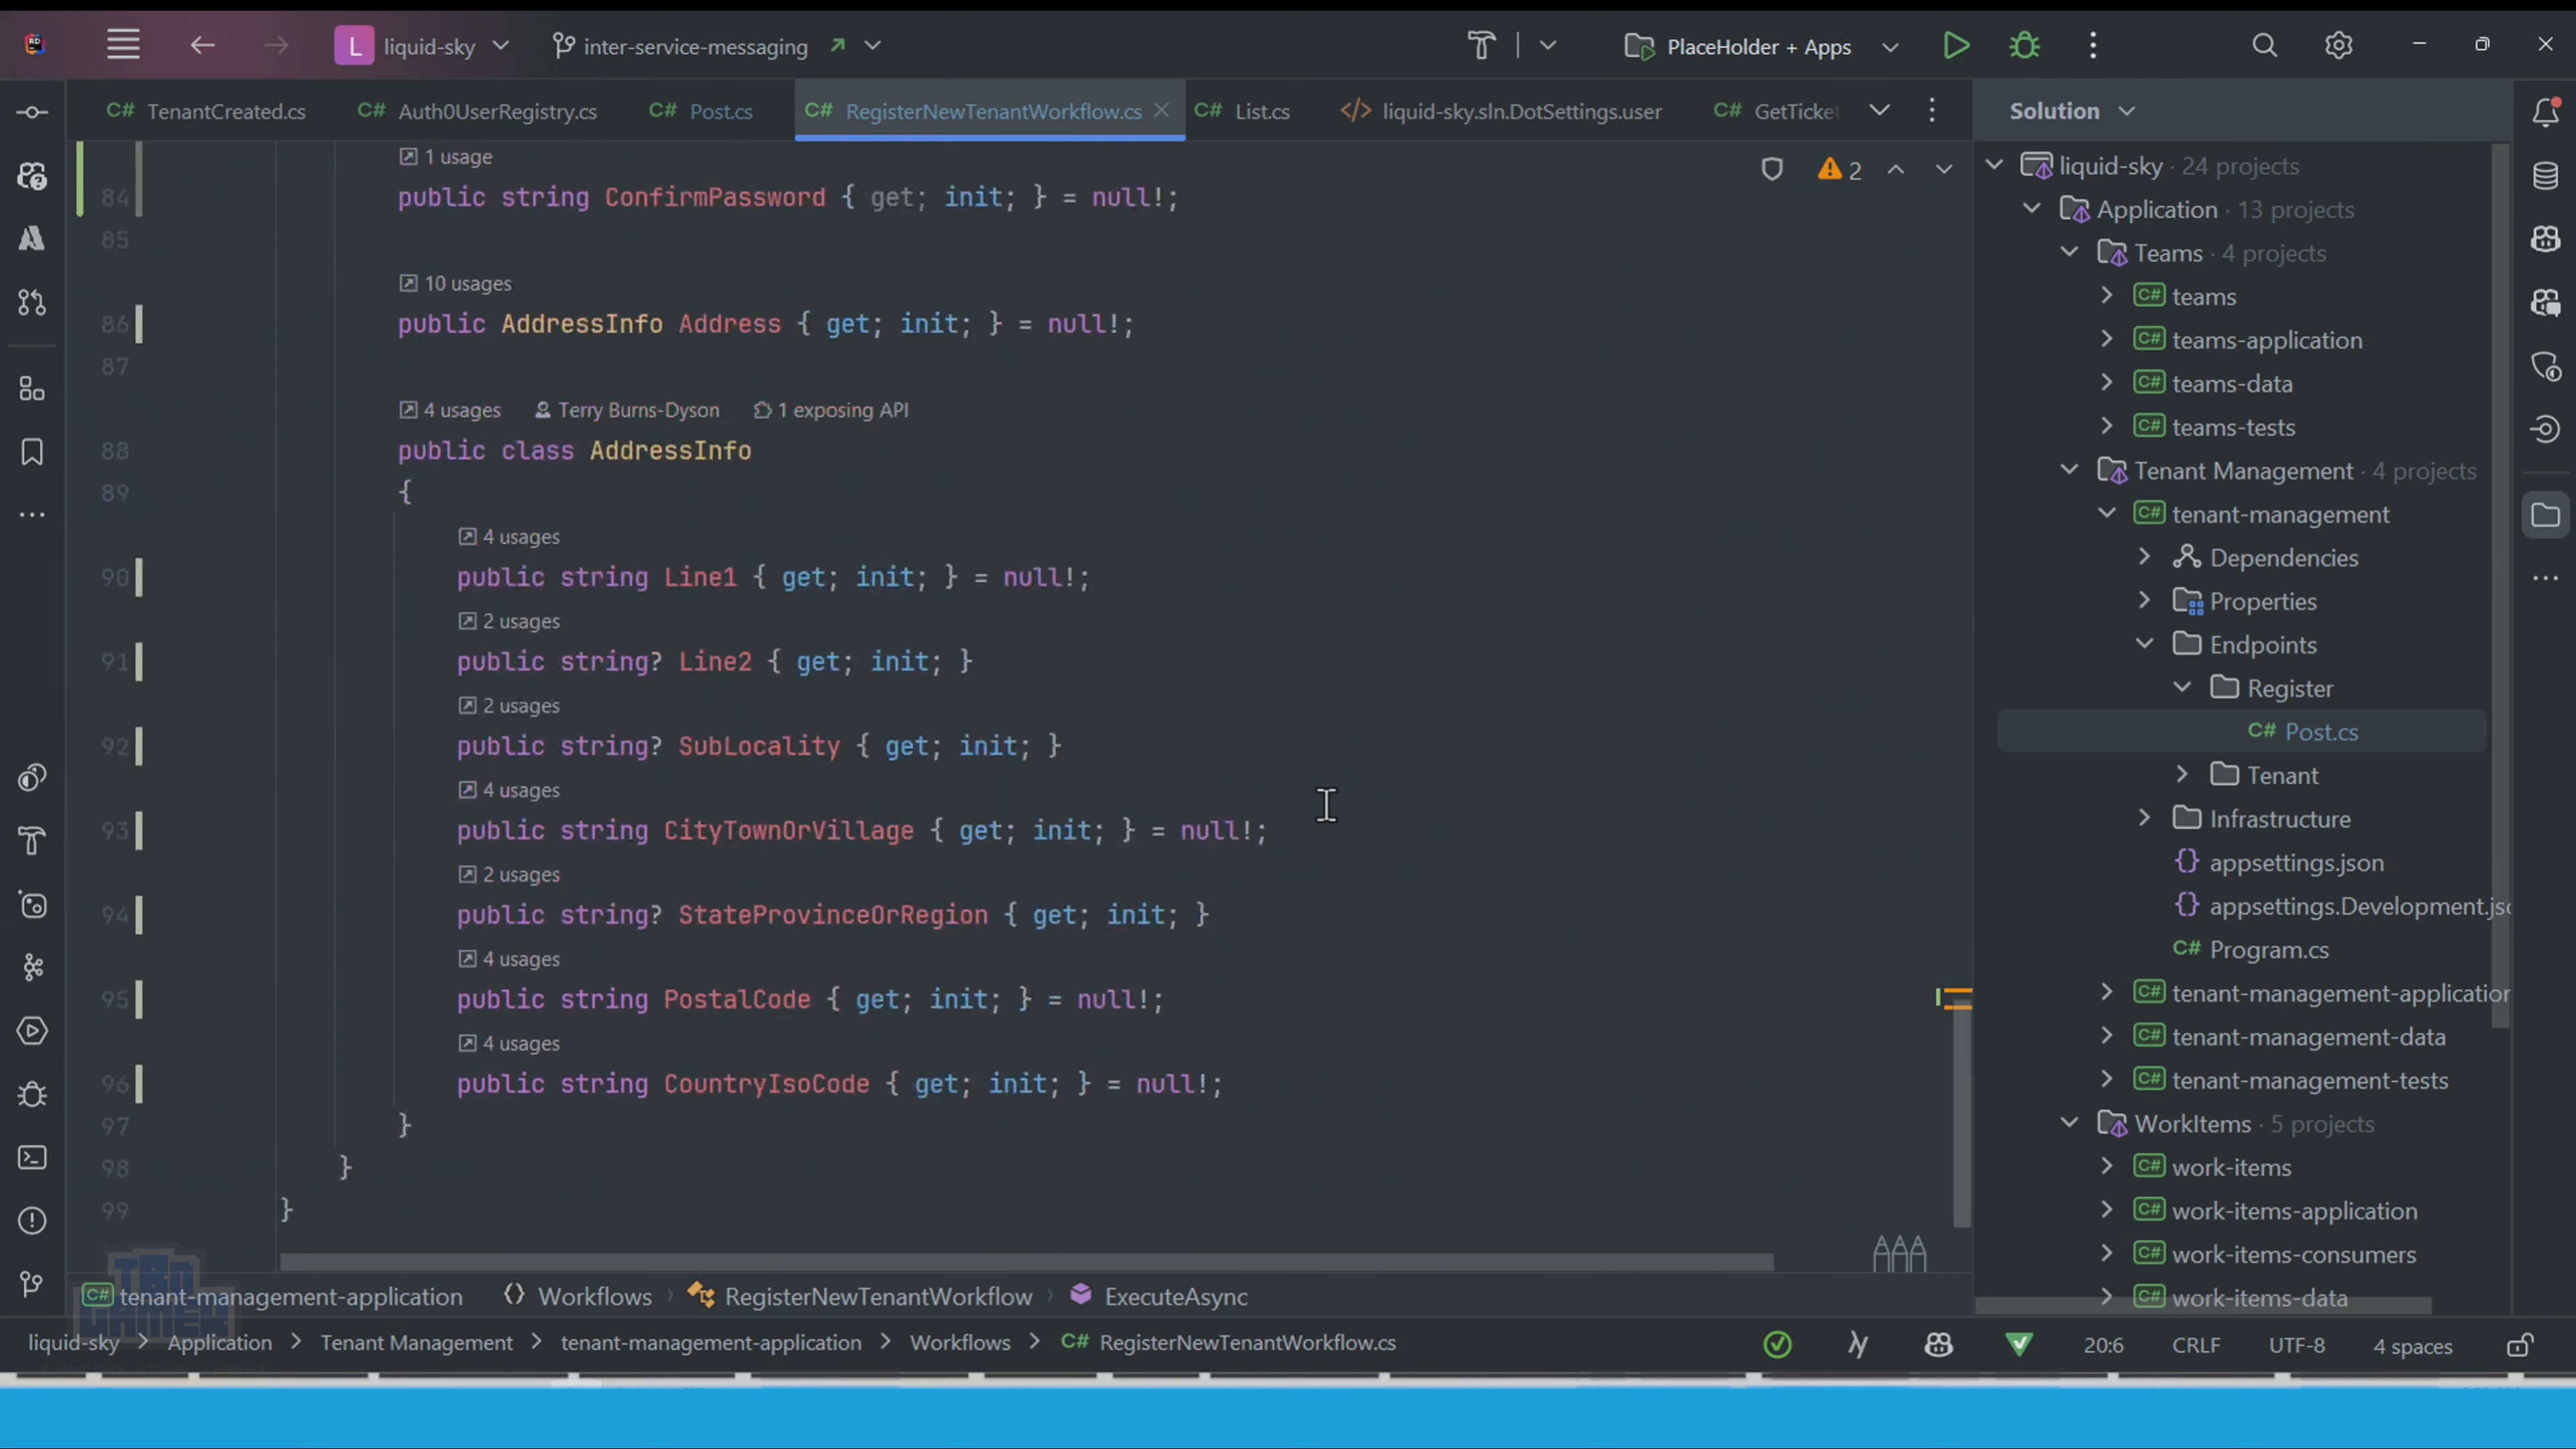 RD
L liquid-sky
inter-service-messaging
PlaceHolder + Apps
C# TenantCreated.cs
C# Auth0UserRegistry.cs
C# Post.cs
C# RegisterNewTenantWorkflow.cs
C# List.cs
</> liquid-sky.sln.DotSettings.user
C# GetTicket
Solution
2
1 usage
84 public string ConfirmPassword { get; init; } = null!;
85
10 usages
86 public AddressInfo Address { get; init; } = null!;
87
4 usages Terry Burns-Dyson 1 exposing API
88 public class AddressInfo
89 {
4 usages
90 public string Line1 { get; init; } = null!;
2 usages
91 public string? Line2 { get; init; }
2 usages
92 public string? SubLocality { get; init; }
4 usages
93 public string CityTownOrVillage { get; init; } = null!;
2 usages
94 public string? StateProvinceOrRegion { get; init; }
4 usages
95 public string PostalCode { get; init; } = null!;
4 usages
96 public string CountryIsoCode { get; init; } = null!;
97 }
98 }
99 }
liquid-sky · 24 projects
Application · 13 projects
Teams · 4 projects
C# teams
C# teams-application
C# teams-data
C# teams-tests
Tenant Management · 4 projects
C# tenant-management
Dependencies
Properties
Endpoints
Register
C# Post.cs
Tenant
Infrastructure
{} appsettings.json
{} appsettings.Development.jso
C# Program.cs
C# tenant-management-application
C# tenant-management-data
C# tenant-management-tests
WorkItems · 5 projects
C# work-items
C# work-items-application
C# work-items-consumers
C# work-items-data
C# tenant-management-application Workflows RegisterNewTenantWorkflow ExecuteAsync
liquid-sky > Application > Tenant Management > tenant-management-application > Workflows > C# RegisterNewTenantWorkflow.cs
20:6 CRLF UTF-8 4 spaces